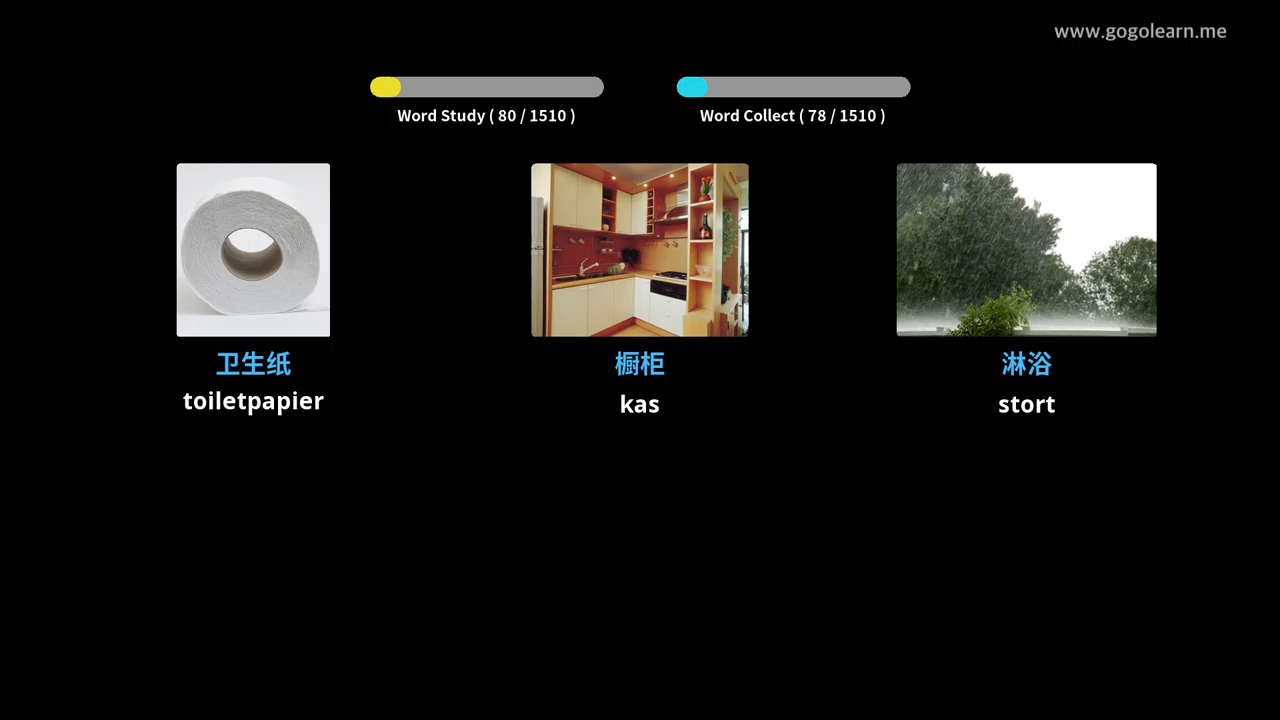 www.gogolearn.me
Word Study ( 80 / 1510 )
Word Collect ( 78 / 1510 )
卫生纸
toiletpapier
橱柜
kas
淋浴
stort